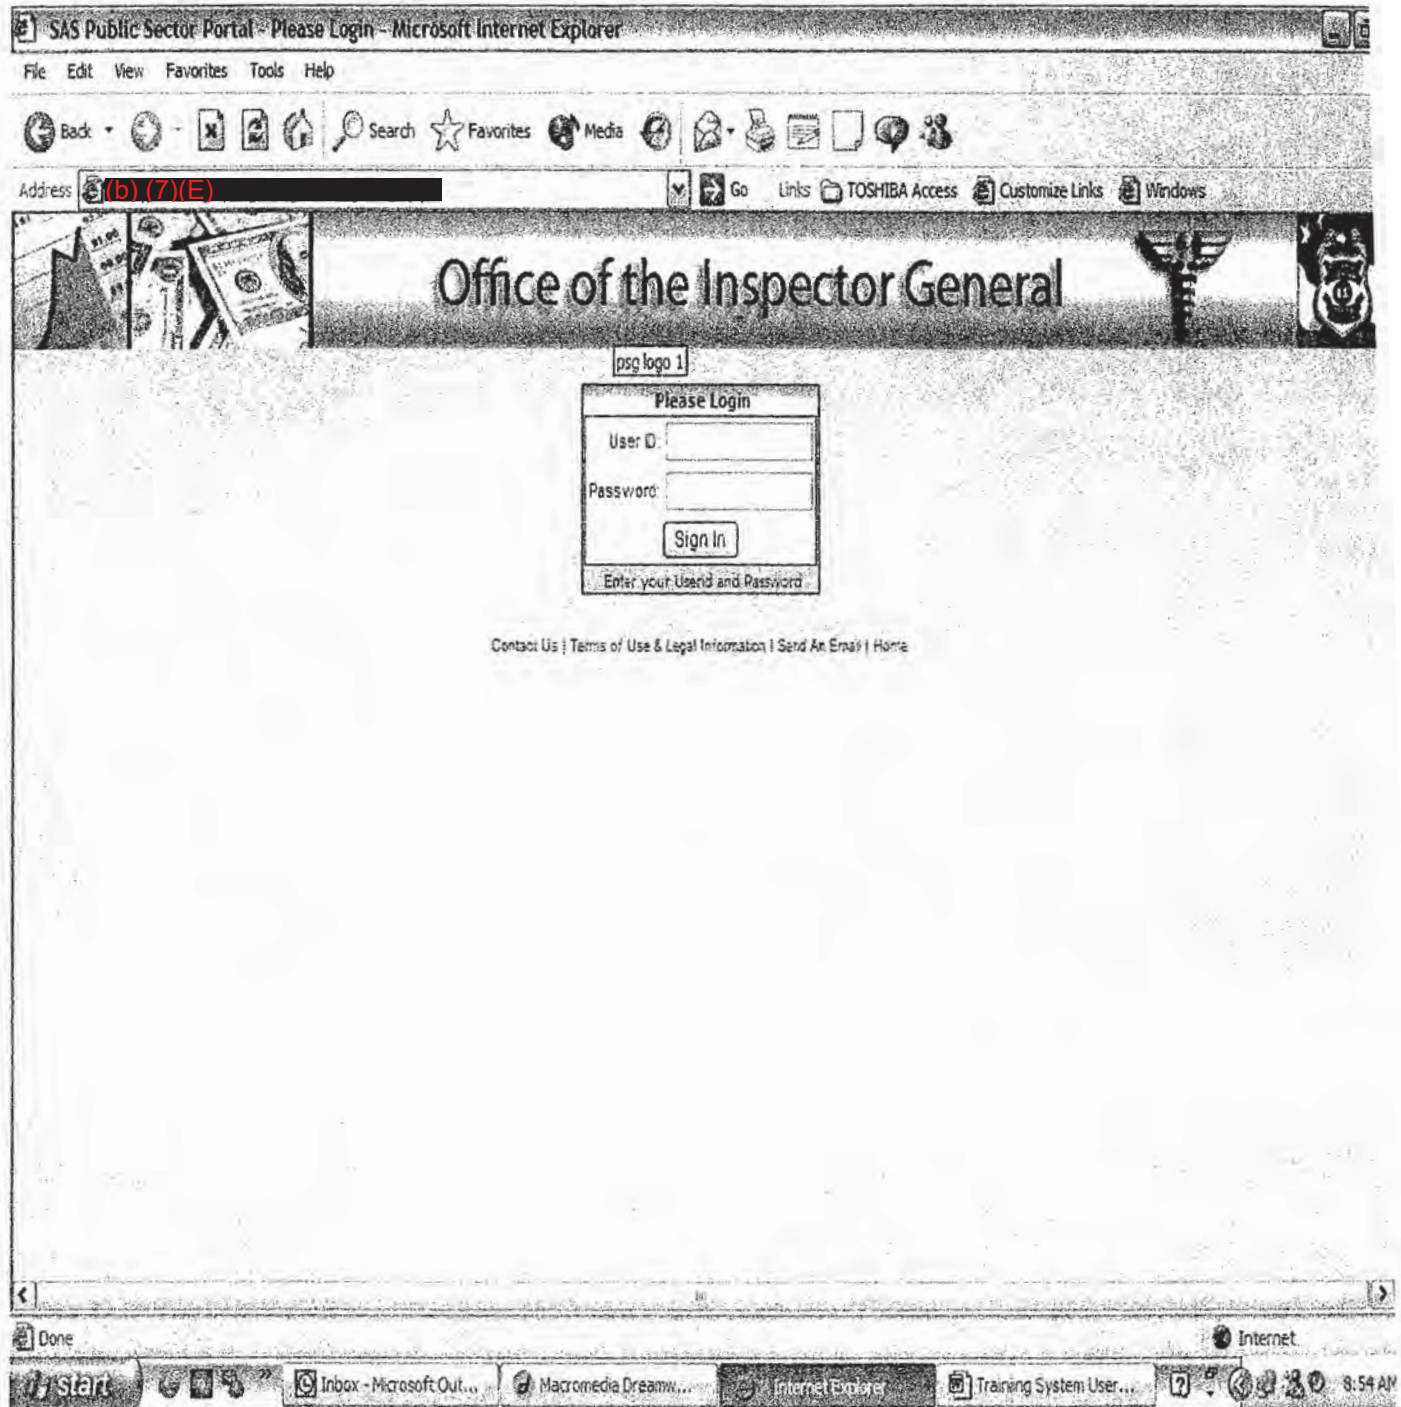 SAS Public Sector Portal - Please Login - Microsoft Internet Explorer
File Edit View Favorites Tools Help
Back Search Favorites Media
Address (b) (7)(E) Go Links TOSHIBA Access Customize Links Windows
Office of the Inspector General
psg logo 1
Please Login
User ID:
Password:
Sign In
Enter your Userid and Password
Contact Us | Terms of Use & Legal Information | Send An Email | Home
Done Internet
start Inbox - Microsoft Out... Macromedia Dreamw... Internet Explorer Training System User... 8:54 AM